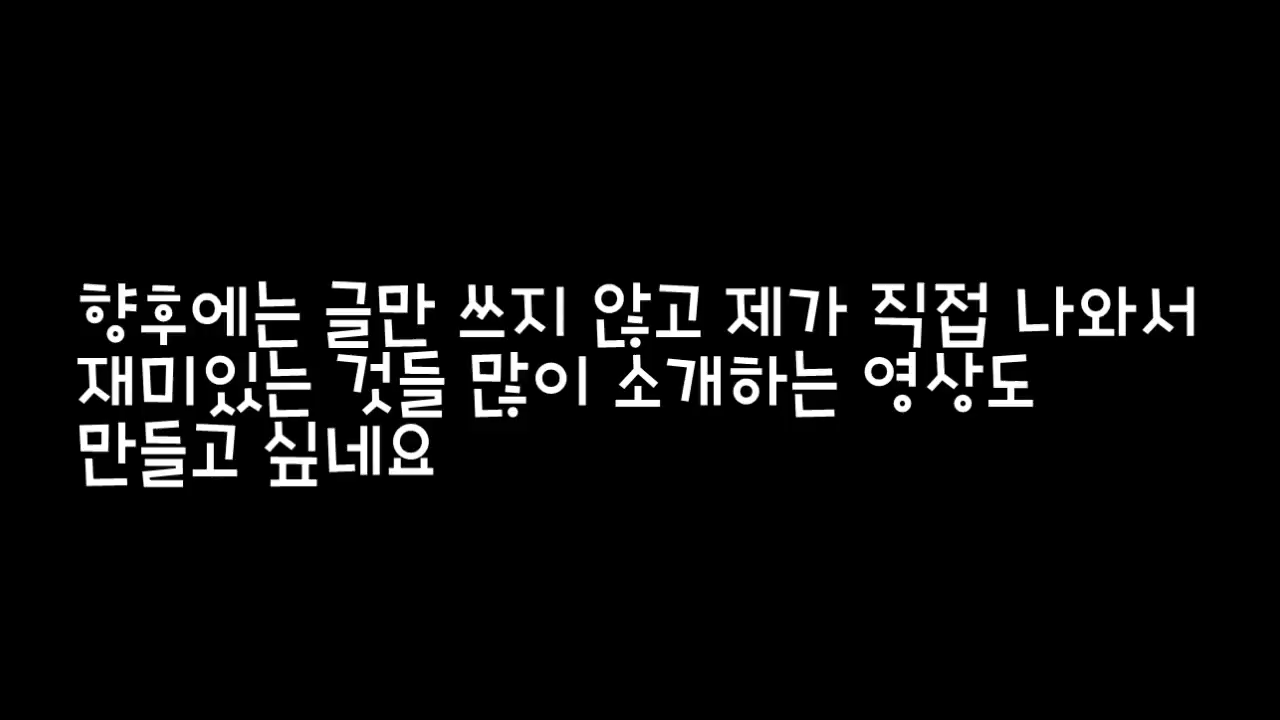 향후에는 글만 쓰지 않고 제가 직접 나와서
재미있는 것들 많이 소개하는 영상도
만들고 싶네요